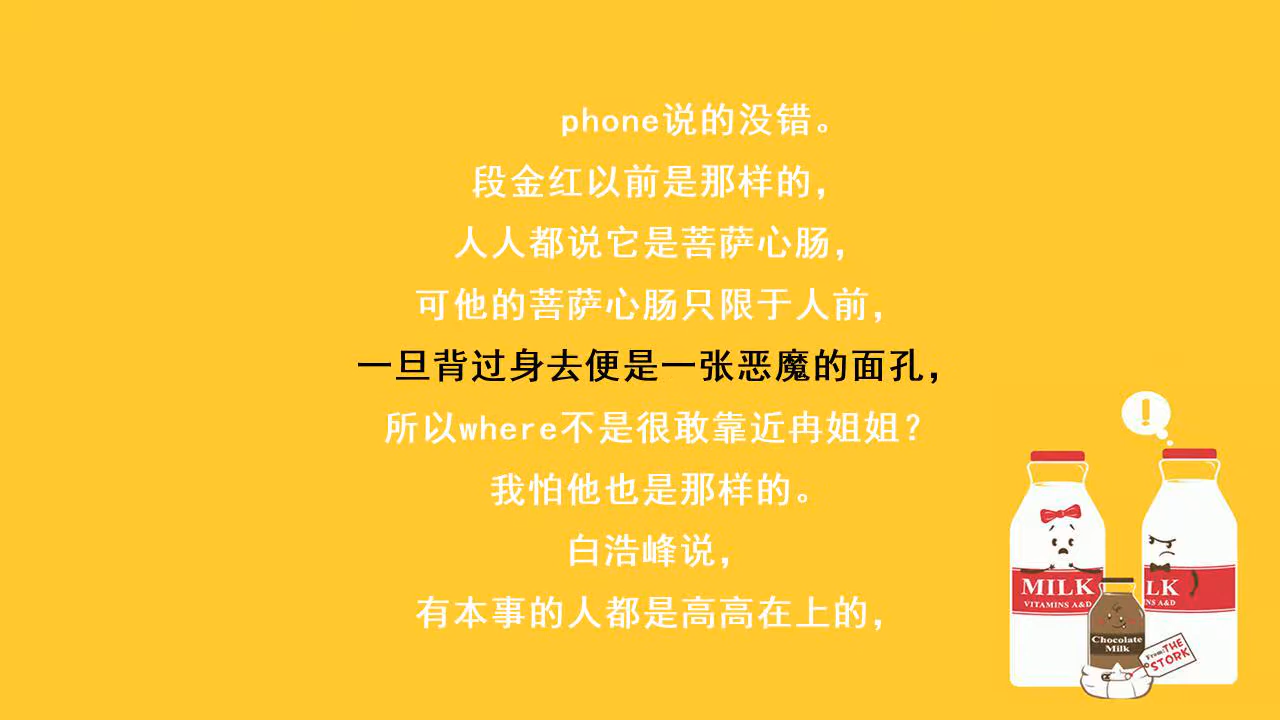 phone说的没错。
段金红以前是那样的，
人人都说它是菩萨心肠，
可他的菩萨心肠只限于人前，
一旦背过身去便是一张恶魔的面孔，
所以where不是很敢靠近冉姐姐？
我怕他也是那样的。
白浩峰说，
有本事的人都是高高在上的，
!
MILK
VITAMINS A&D
LK
INS A&D
Chocolate
Milk
From: THE
STORK